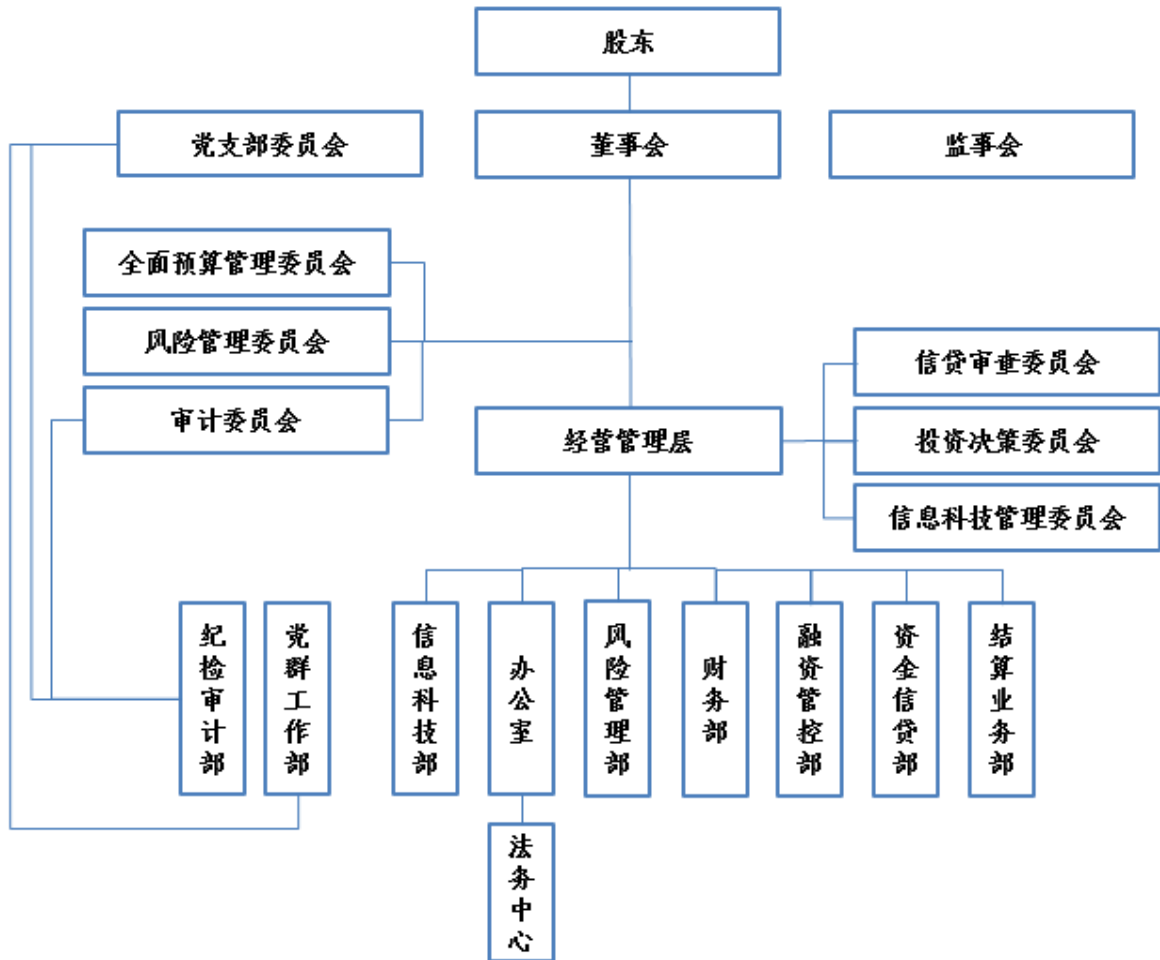 股东
党支部委员会
董事会
监事会
全面预算管理委员会
风险管理委员会
审计委员会
经营管理层
信贷审查委员会
投资决策委员会
信息科技管理委员会
纪检审计部
党群工作部
信息科技部
办公室
风险管理部
财务部
融资管控部
资金信贷部
结算业务部
法务中心